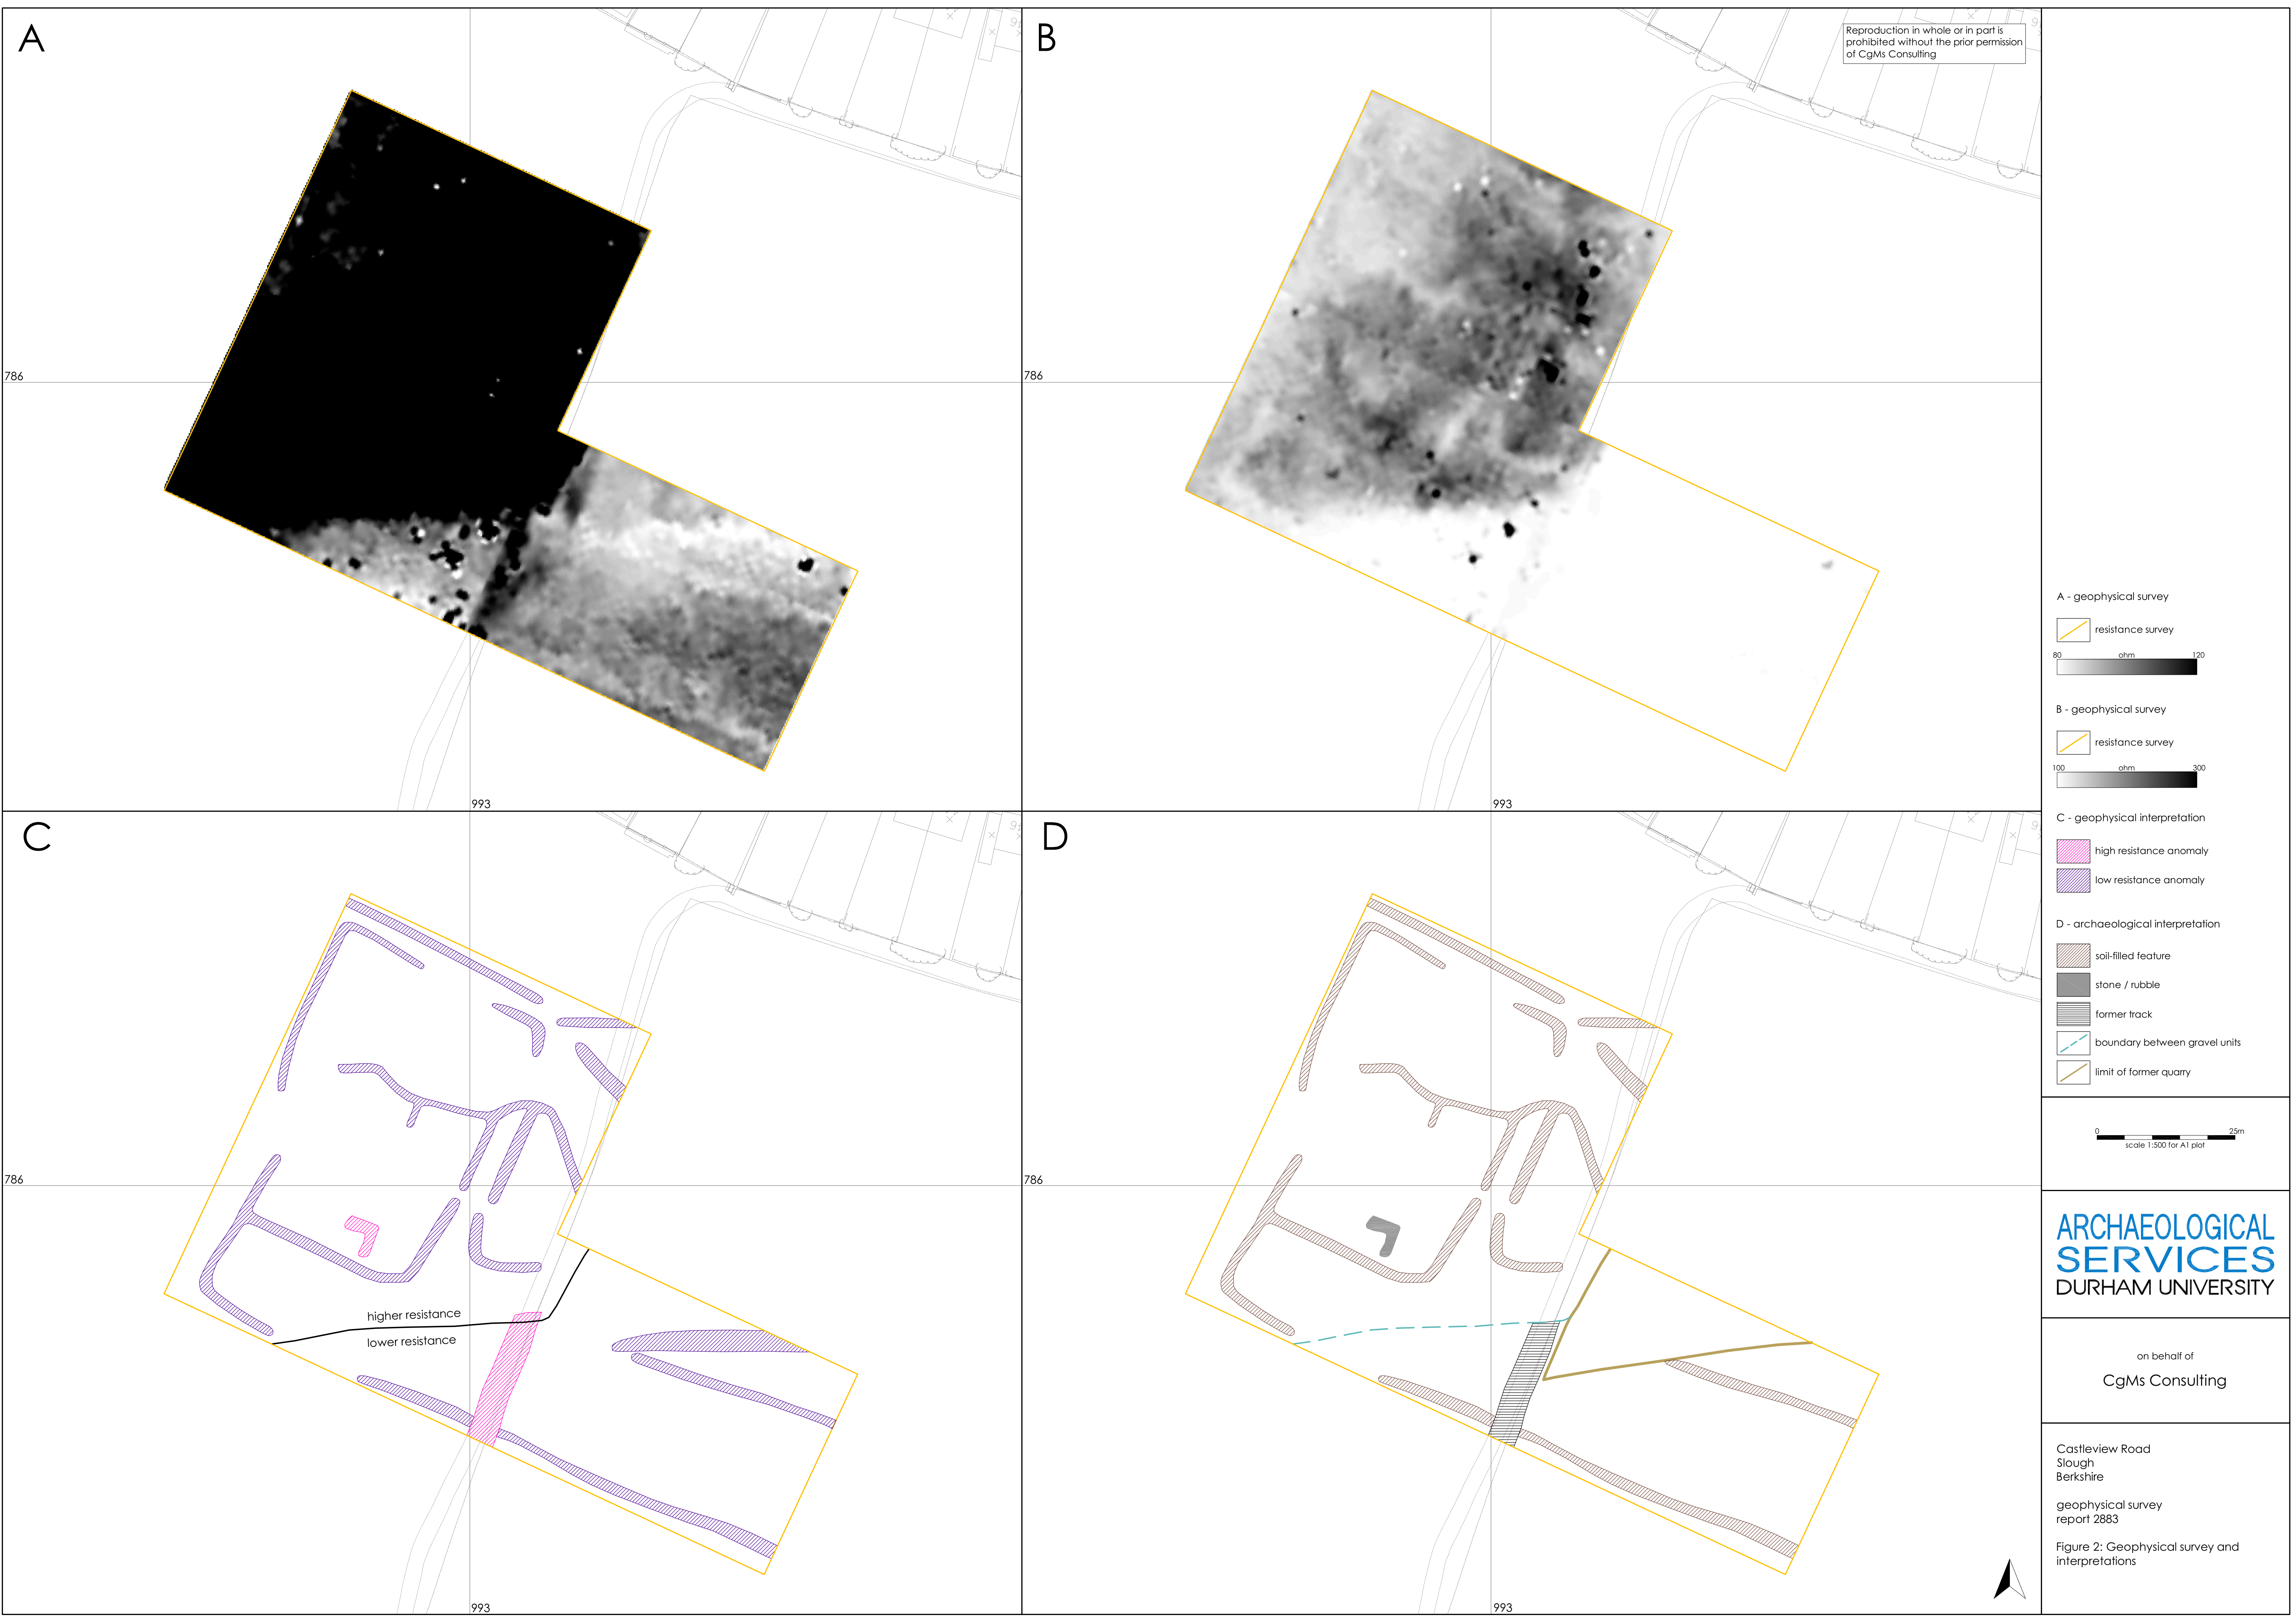 A
786
993
B
Reproduction in whole or in part is
prohibited without the prior permission
of CgMs Consulting
786
993
C
786
higher resistance
lower resistance
993
D
786
993
A - geophysical survey
resistance survey
80 ohm 120
B - geophysical survey
resistance survey
100 ohm 300
C - geophysical interpretation
high resistance anomaly
low resistance anomaly
D - archaeological interpretation
soil-filled feature
stone / rubble
former track
boundary between gravel units
limit of former quarry
0 25m
scale 1:500 for A1 plot
ARCHAEOLOGICAL
SERVICES
DURHAM UNIVERSITY
on behalf of
CgMs Consulting
Castleview Road
Slough
Berkshire
geophysical survey
report 2883
Figure 2: Geophysical survey and
interpretations